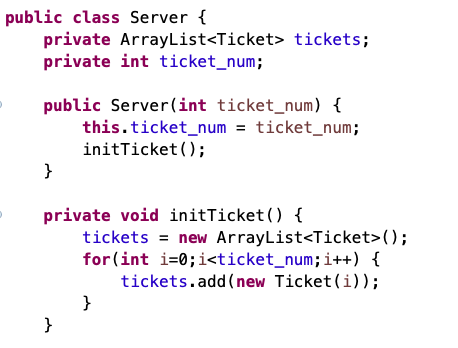 public class Server {
    private ArrayList<Ticket> tickets;
    private int ticket_num;

    public Server(int ticket_num) {
        this.ticket_num = ticket_num;
        initTicket();
    }

    private void initTicket() {
        tickets = new ArrayList<Ticket>();
        for(int i=0;i<ticket_num;i++) {
            tickets.add(new Ticket(i));
        }
    }